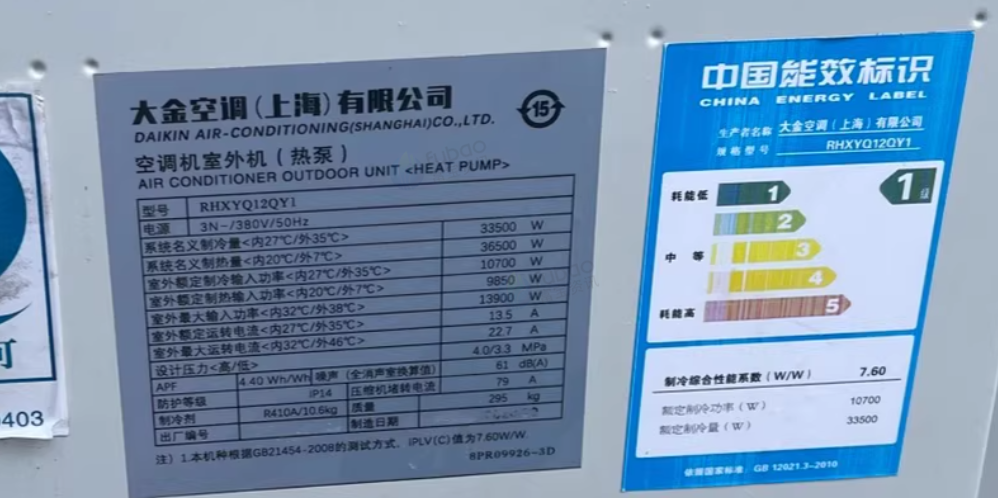 大金空调(上海)有限公司
DAIKIN AIR-CONDITIONING(SHANGHAI)CO.,LTD.
15
空调机室外机(热泵)
AIR CONDITIONER OUTDOOR UNIT <HEAT PUMP>
型号 RHXYQ12QY1
电源 3N~/380V/50Hz
系统名义制冷量<内27℃/外35℃> 33500 W
系统名义制热量<内20℃/外7℃> 36500 W
室外额定制冷输入功率<内27℃/外35℃> 10700 W
室外额定制热输入功率<内20℃/外7℃> 9850 W
室外最大输入功率<内32℃/外38℃> 13900 W
室外额定运转电流<内27℃/外35℃> 13.5 A
室外最大运转电流<内32℃/外46℃> 22.7 A
设计压力<高/低> 4.0/3.3 MPa
APF 4.40 Wh/Wh 噪声(全消声室换算值) 61 dB(A)
防护等级 IP14 压缩机堵转电流 79 A
制冷剂 R410A/10.6kg 质量 295 kg
出厂编号 制造日期
注)1.本机种根据GB21454-2008的测试方式,IPLV(C)值为7.60W/W.
8PR09926-3D
中国能效标识
CHINA ENERGY LABEL
生产者名称 大金空调(上海)有限公司
规格型号 RHXYQ12QY1
耗能低 1 1级
2
中等 3
4
耗能高 5
制冷综合性能系数(W/W) 7.60
额定制冷功率(W) 10700
额定制冷量(W) 33500
依据国家标准 GB 12021.3-2010
可
0403